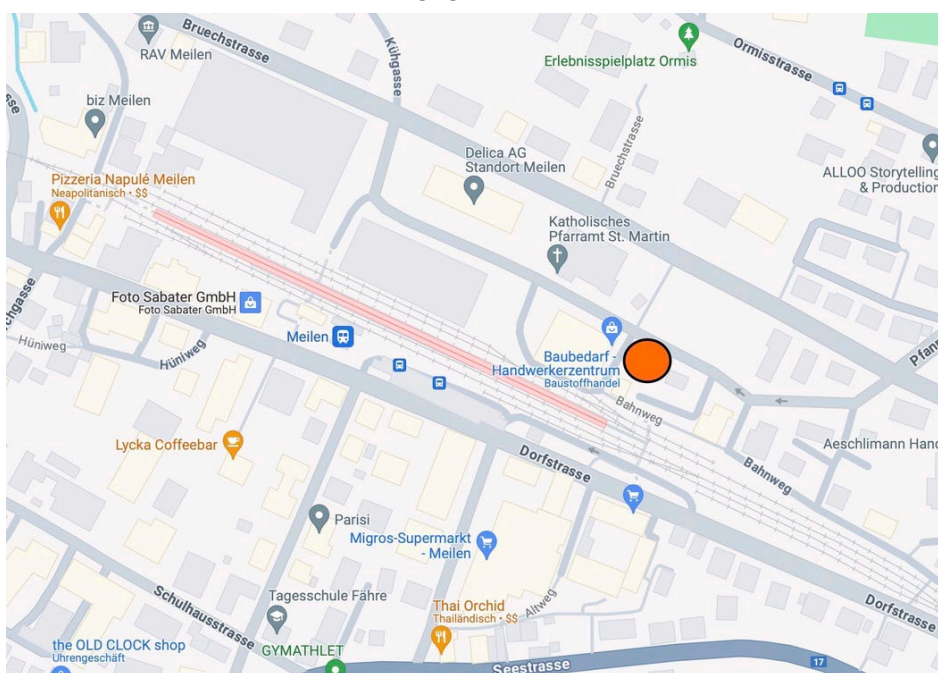 Bruechstrasse
RAV Meilen
Kühgasse
Erlebnisspielplatz Ormis
Ormisstrasse
biz Meilen
Pizzeria Napulé Meilen
Neapolitanisch • $$
Delica AG
Standort Meilen
Bruechstrasse
ALLOO Storytelling
& Production
Katholisches
Pfarramt St. Martin
Foto Sabater GmbH
Foto Sabater GmbH
Meilen
Hüniweg
Hüniweg
Baubedarf -
Handwerkerzentrum
Baustoffhandel
Bahnweg
Lycka Coffeebar
Dorfstrasse
Bahnweg
Parisi
Migros-Supermarkt
- Meilen
Schulhausstrasse
Tagesschule Fähre
Thai Orchid
Thailändisch • $$
Altweg
Dorfstrasse
the OLD CLOCK shop
Uhrengeschäft
GYMATHLET
Seestrasse
17